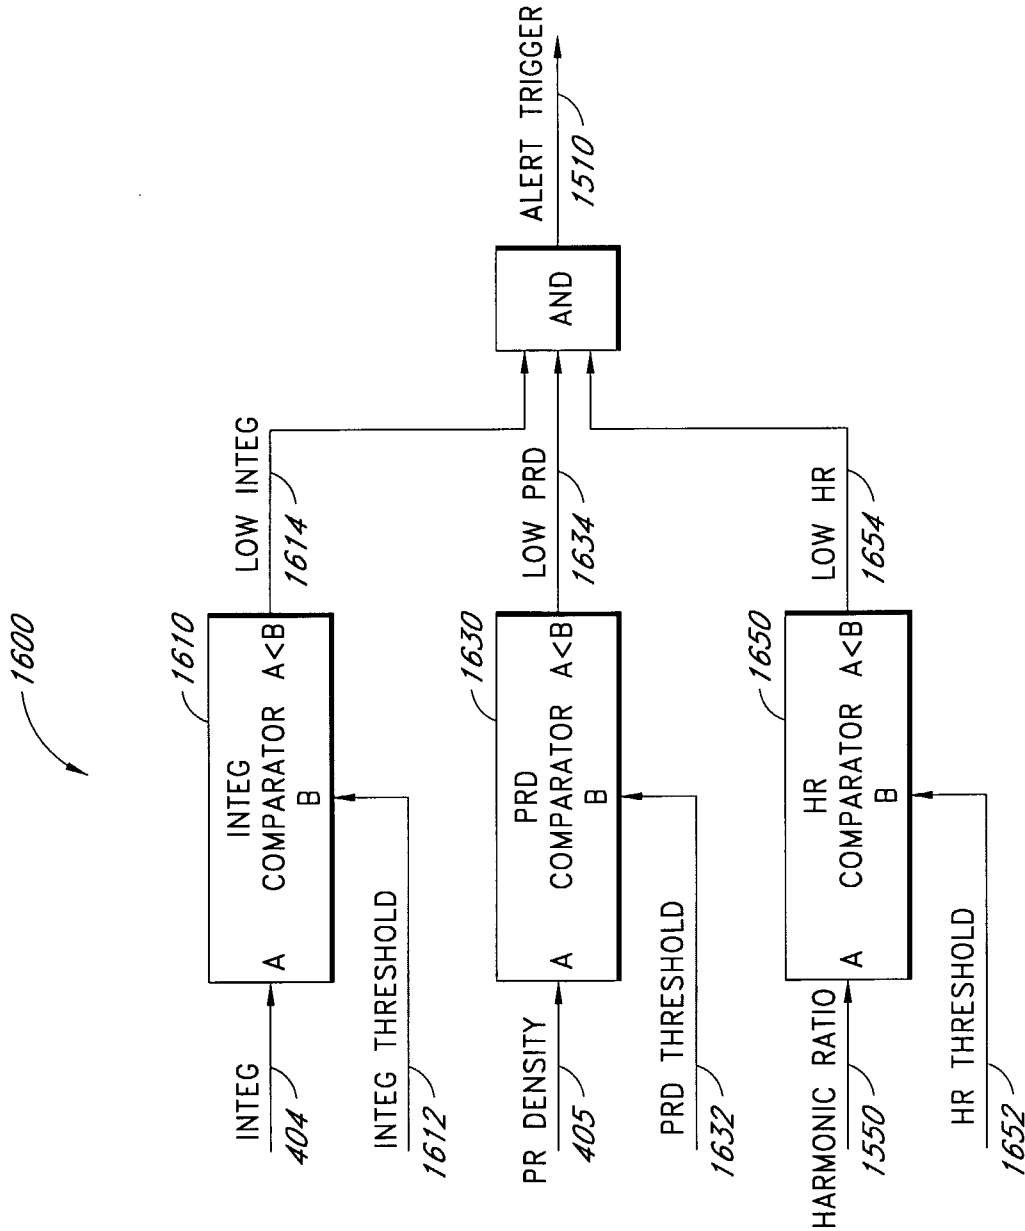 1600
INTEG
404
INTEG THRESHOLD
1612
1610
A
INTEG
COMPARATOR
B
A<B
LOW INTEG
1614
PR DENSITY
405
PRD THRESHOLD
1632
1630
A
PRD
COMPARATOR
B
A<B
LOW PRD
1634
HARMONIC RATIO
1550
HR THRESHOLD
1652
1650
A
HR
COMPARATOR
B
A<B
LOW HR
1654
AND
ALERT TRIGGER
1510